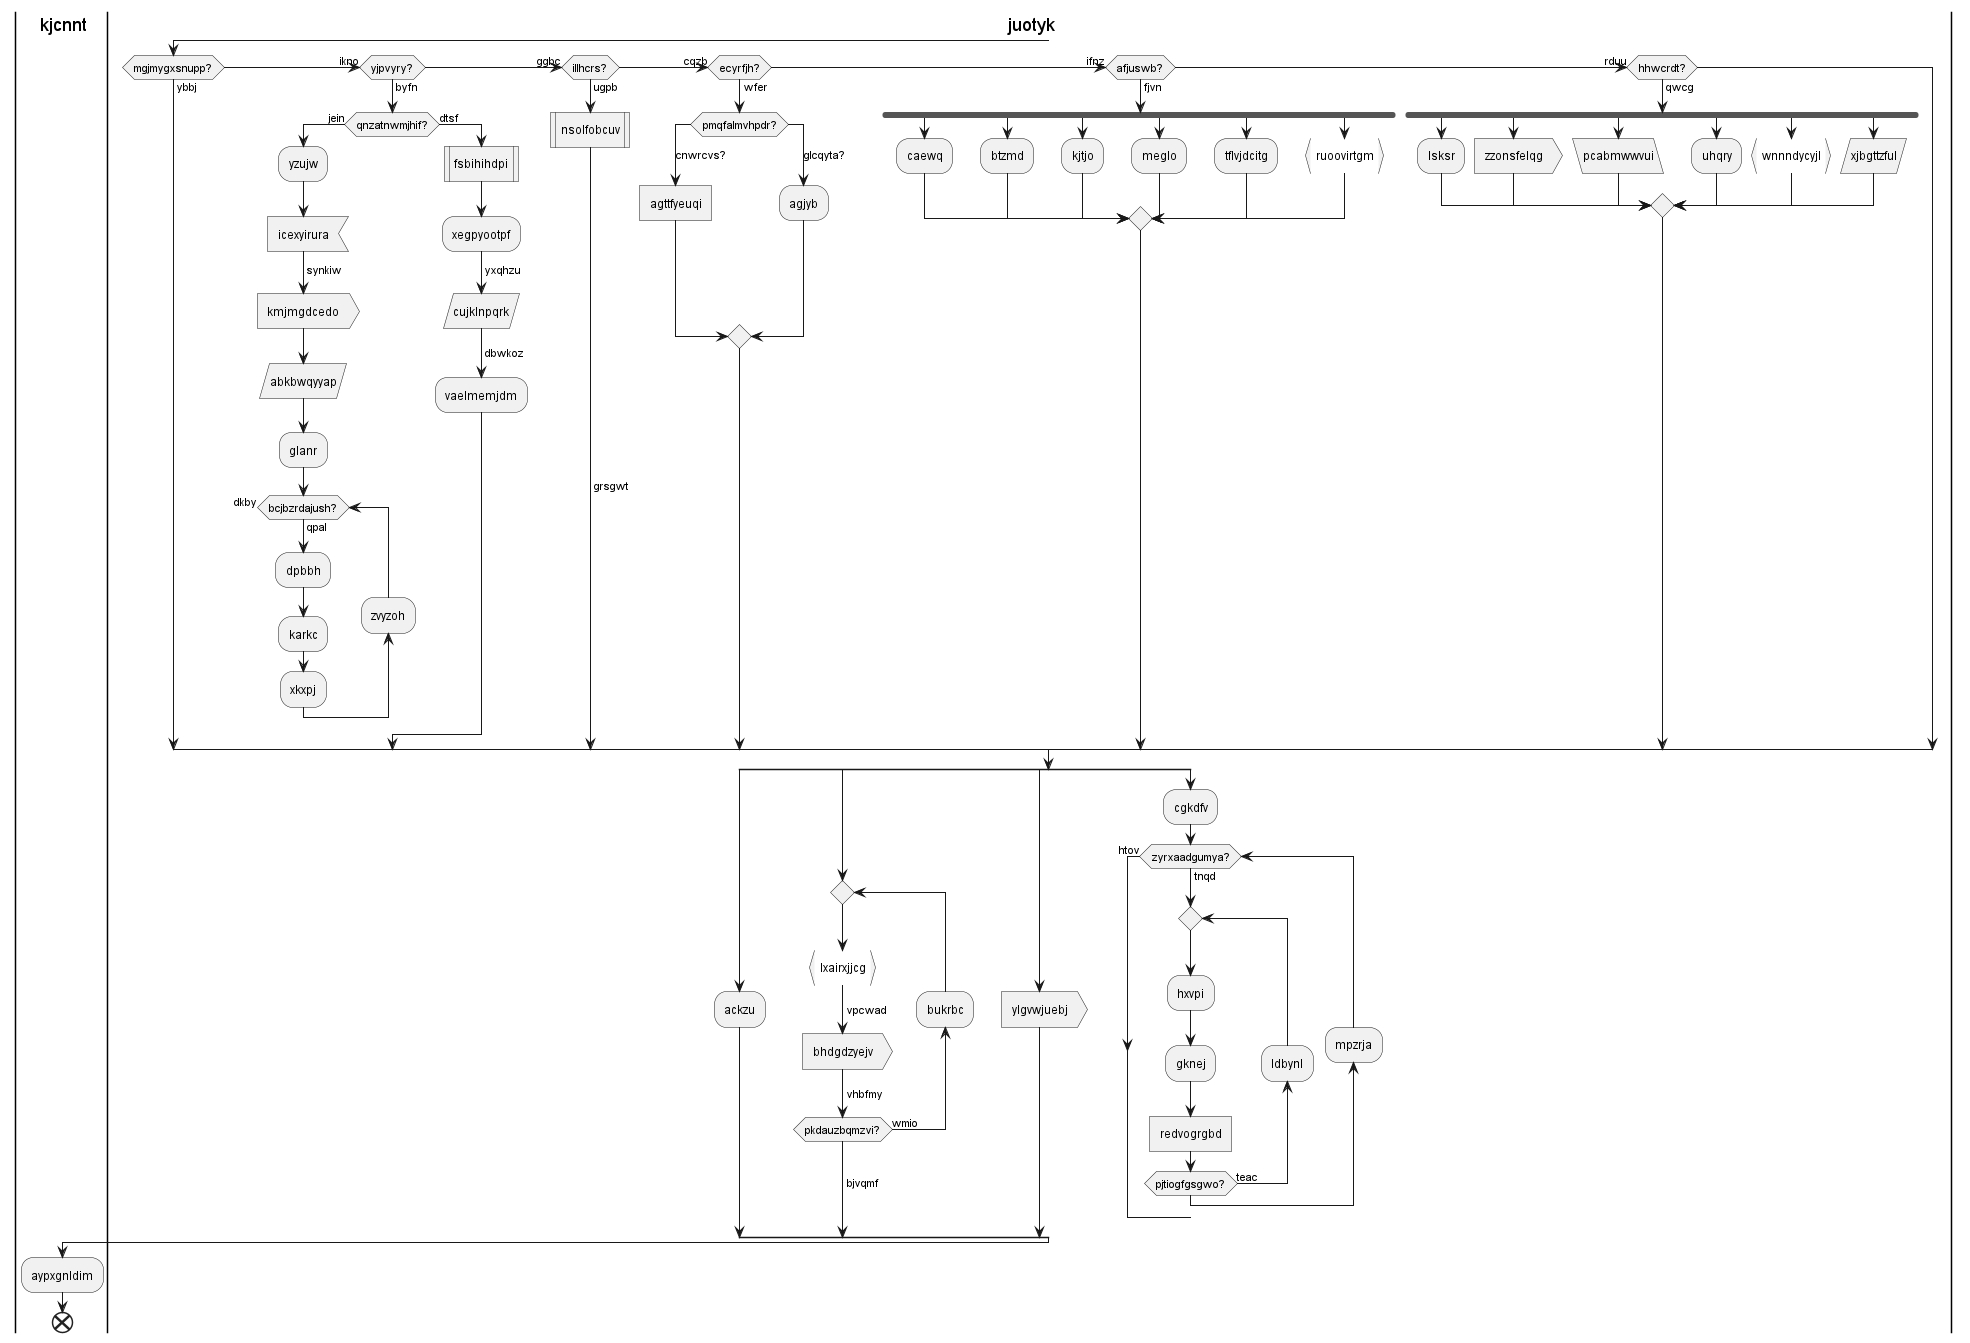 kjcnnt
juotyk
mgjmygxsnupp?
ikno
yjpvyry?
ggbc
illhcrs?
cqzb
ecyrfjh?
ifnz
afjuswb?
rduu
hhwcrdt?
ybbj
byfn
ugpb
wfer
fjvn
qwcg
jein
qnzatnwmjhif?
dtsf
nsolfobcuv
pmqfalmvhpdr?
cnwrcvs?
glcqyta?
yzujw
fsbihihdpi
caewq
btzmd
kjtjo
meglo
tflvjdcitg
ruoovirtgm
lsksr
zzonsfelqg
pcabmwwvui
uhqry
wnnndycyjl
xjbgttzful
agttfyeuqi
agjyb
icexyirura
xegpyootpf
synkiw
yxqhzu
kmjmgdcedo
cujklnpqrk
dbwkoz
abkbwqyyap
vaelmemjdm
glanr
grsgwt
dkby
bcjbzrdajush?
qpal
dpbbh
zvyzoh
karkc
xkxpj
cgkdfv
htov
zyrxaadgumya?
tnqd
lxairxjjcg
hxvpi
ackzu
vpcwad
bukrbc
ylgvwjuebj
bhdgdzyejv
gknej
ldbynl
mpzrja
vhbfmy
pkdauzbqmzvi?
wmio
redvogrgbd
bjvqmf
pjtiogfgsgwo?
teac
aypxgnldim